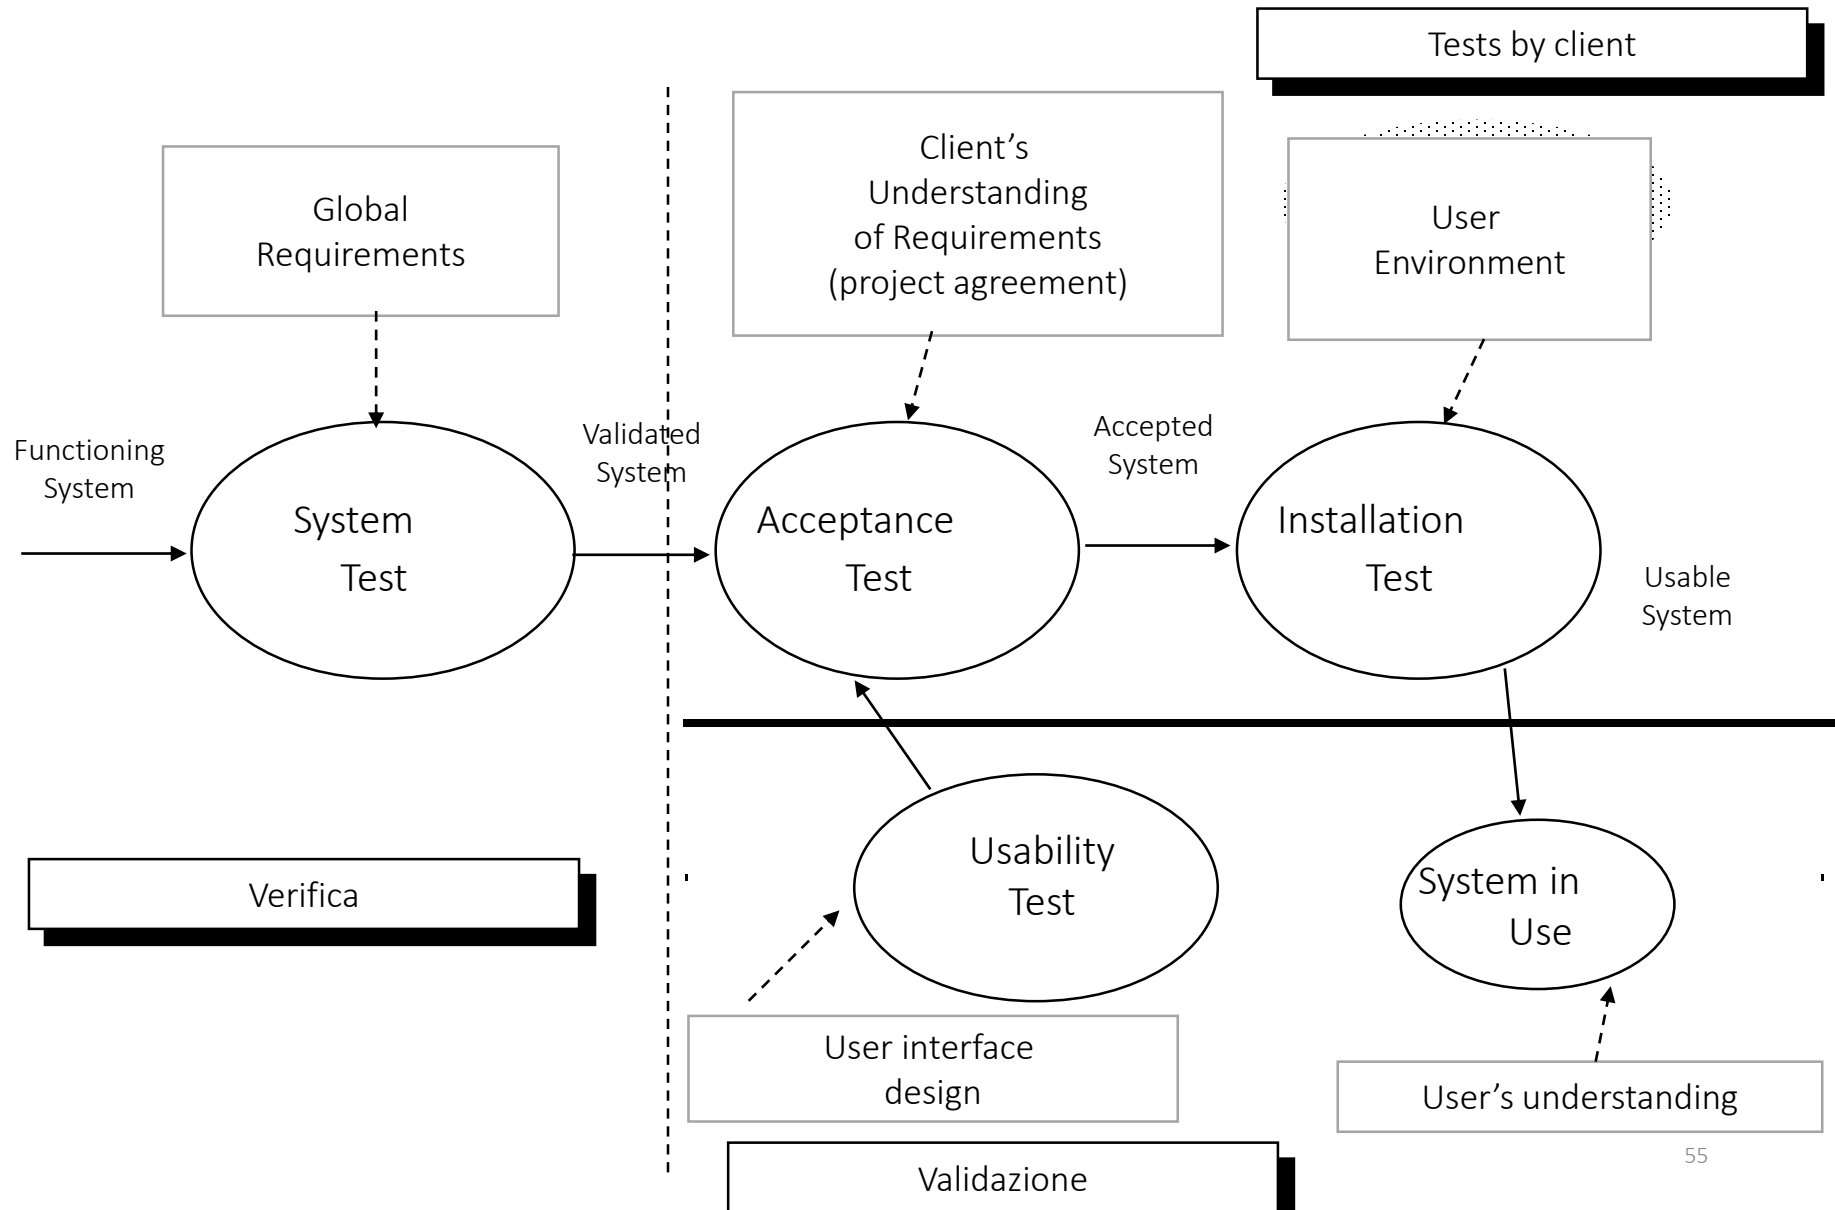 Tests by client
Client’s
Understanding
of Requirements
(project agreement)
Global
Requirements
User
Environment
Functioning
System
Validated
System
Accepted
System
System
Test
Acceptance
Test
Installation
Test
Usable
System
Usability
Test
System in
Use
Verifica
User interface
design
User’s understanding
55
Validazione